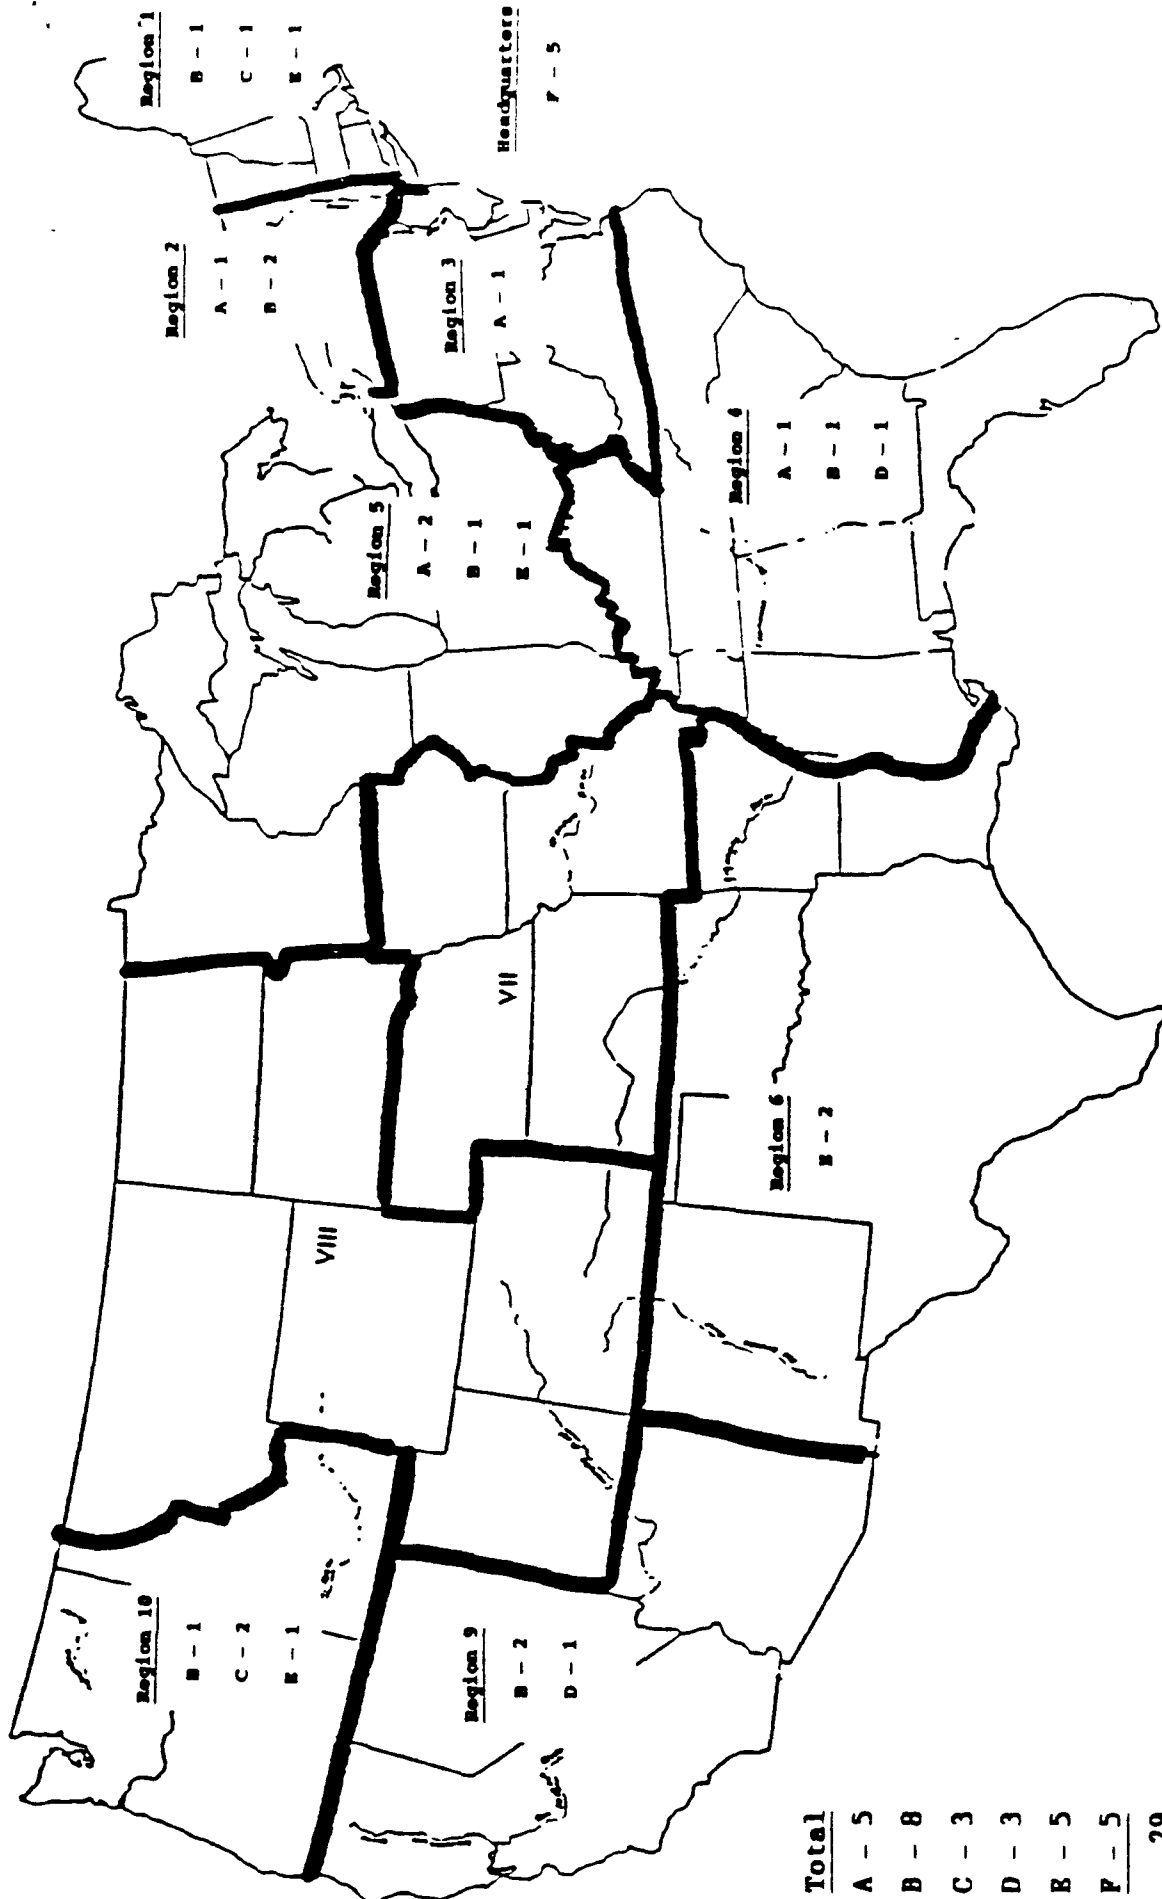 Region 1
B - 1
C - 1
E - 1
Region 2
A - 1
B - 2
Region 3
A - 1
Headquarters
F - 5
Region 4
A - 1
B - 1
D - 1
Region 5
A - 2
B - 1
E - 1
Region 6
E - 2
VII
VIII
Region 9
B - 2
D - 1
Region 10
B - 1
C - 2
E - 1
Total
A - 5
B - 8
C - 3
D - 3
E - 5
F - 5
29